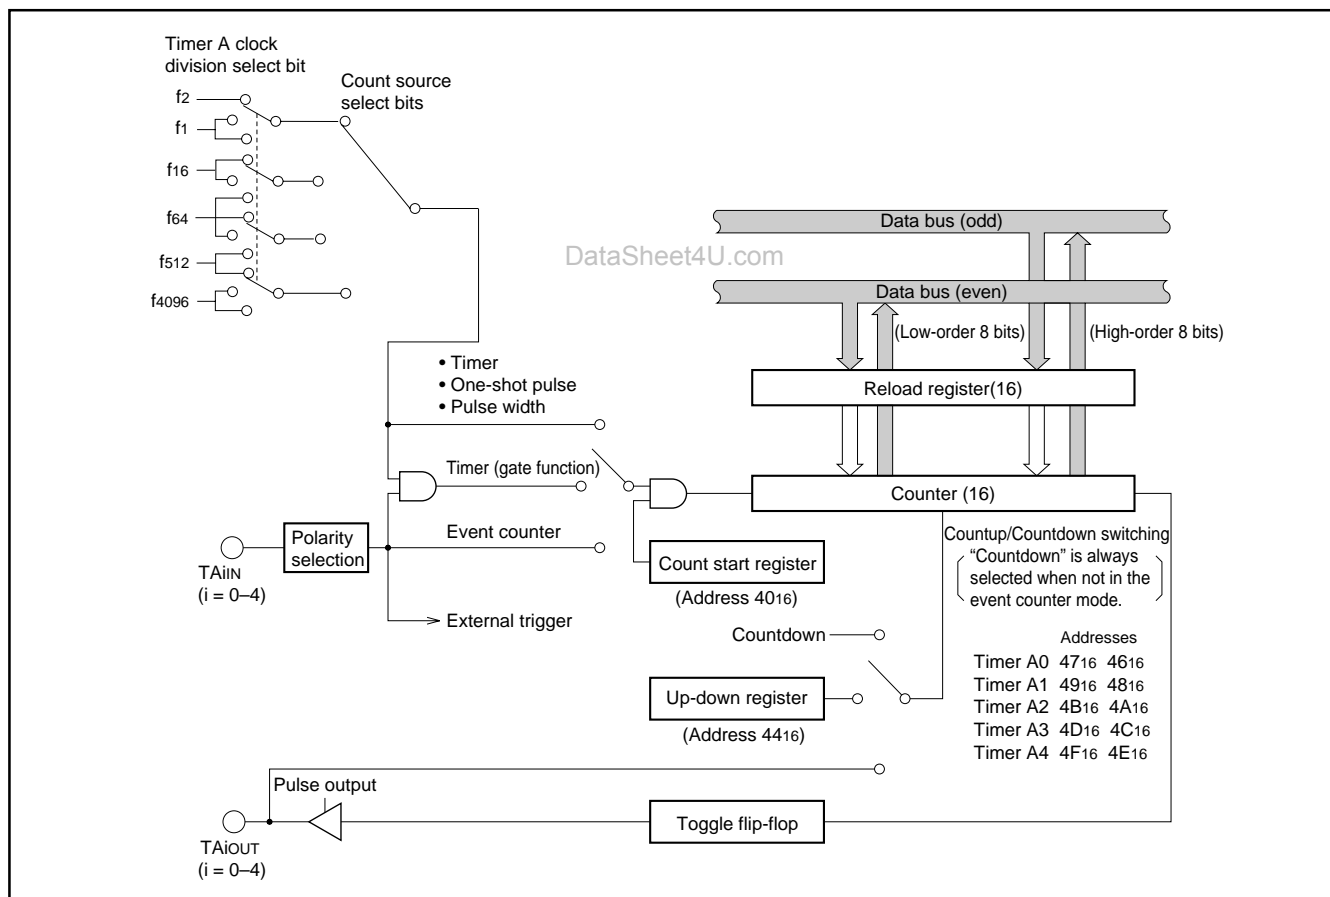 Timer A clock
division select bit
Count source
select bits
f2
f1
f16
f64
f512
f4096
Data bus (odd)
DataSheet4U.com
Data bus (even)
(Low-order 8 bits)
(High-order 8 bits)
• Timer
• One-shot pulse
• Pulse width
Reload register(16)
Timer (gate function)
Counter (16)
Polarity
selection
Event counter
TAiIN
(i = 0–4)
Count start register
(Address 4016)
Countup/Countdown switching
“Countdown” is always
selected when not in the
event counter mode.
External trigger
Countdown
Addresses
Timer A0 4716 4616
Timer A1 4916 4816
Timer A2 4B16 4A16
Timer A3 4D16 4C16
Timer A4 4F16 4E16
Up-down register
(Address 4416)
Pulse output
Toggle flip-flop
TAiOUT
(i = 0–4)